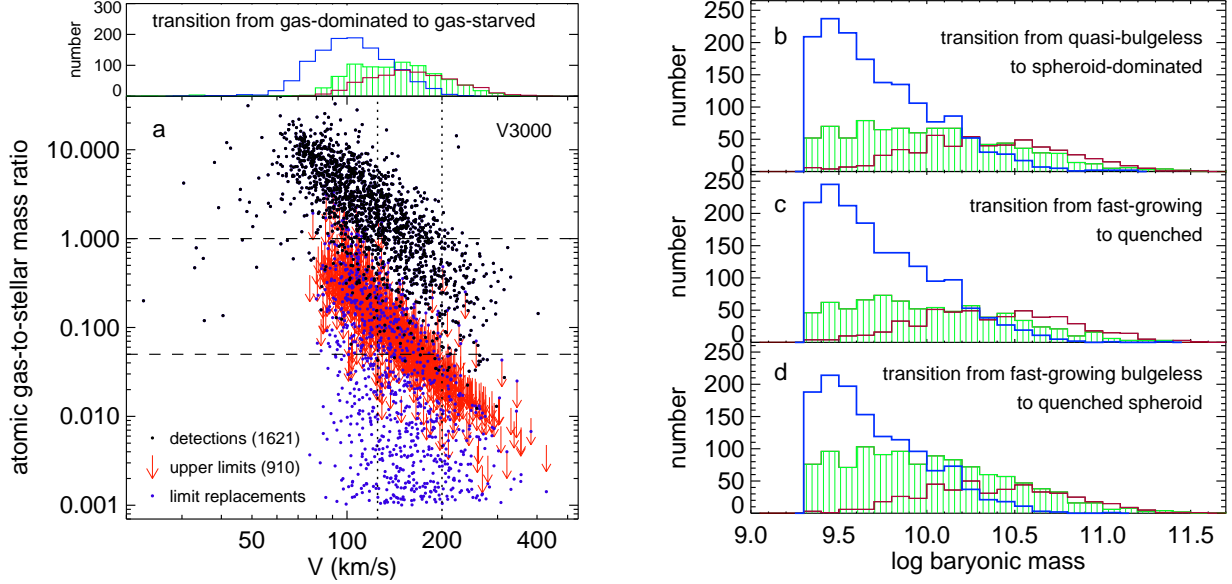 transition from gas-dominated to gas-starved
number
300
200
100
0
a
V3000
atomic gas-to-stellar mass ratio
10.000
1.000
0.100
0.010
0.001
detections (1621)
upper limits (910)
limit replacements
50
100
200
400
V (km/s)
b
transition from quasi-bulgeless
to spheroid-dominated
number
250
200
150
100
50
0
c
transition from fast-growing
to quenched
number
250
200
150
100
50
0
d
transition from fast-growing bulgeless
to quenched spheroid
number
250
200
150
100
50
0
9.0
9.5
10.0
10.5
11.0
11.5
log baryonic mass